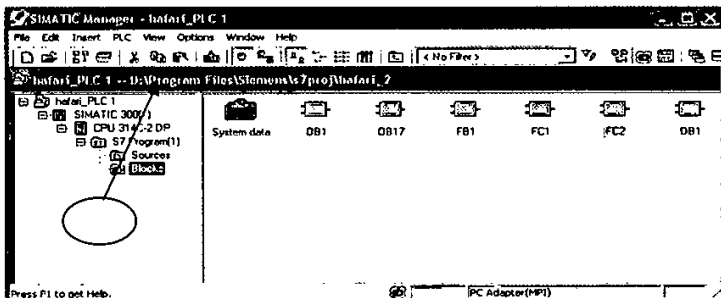 SIMATIC Manager - hafari_PLC 1
File Edit Insert PLC View Options Window Help
< No Filter >
hafari_PLC 1 -- D:\Program Files\Siemens\s7proj\hafari_2
hafari_PLC 1
SIMATIC 300(1)
CPU 314C-2 DP
S7 Program(1)
Sources
Blocks
System data OB1 OB17 FB1 FC1 FC2 DB1
Press F1 to get Help. PC Adapter(MPI)